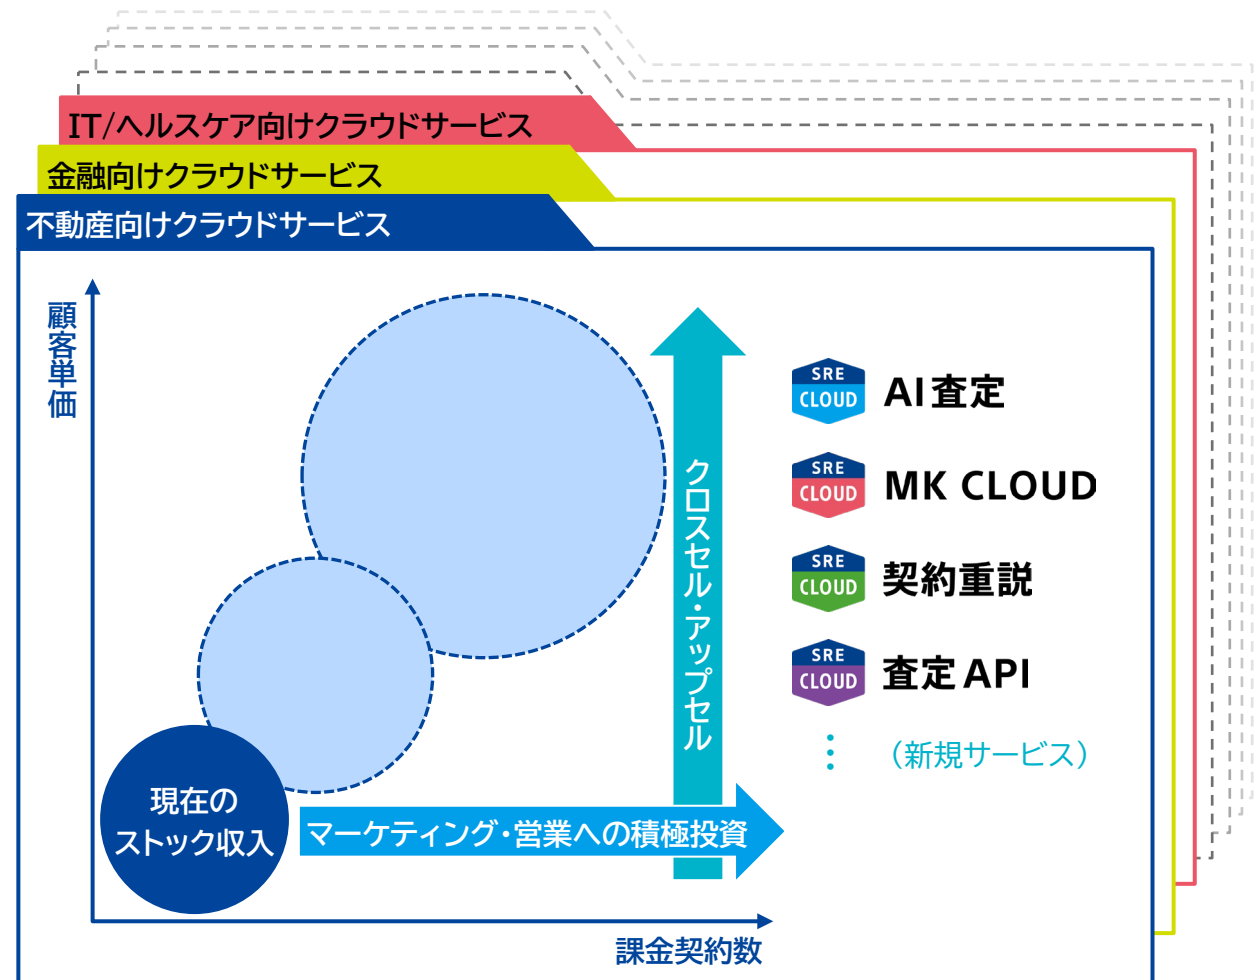 IT/ヘルスケア向けクラウドサービス
金融向けクラウドサービス
不動産向けクラウドサービス
顧客単価
クロスセル・アップセル
SRE
CLOUD
AI査定
SRE
CLOUD
MK CLOUD
SRE
CLOUD
契約重説
SRE
CLOUD
査定API
（新規サービス）
現在の
ストック収入
マーケティング・営業への積極投資
課金契約数